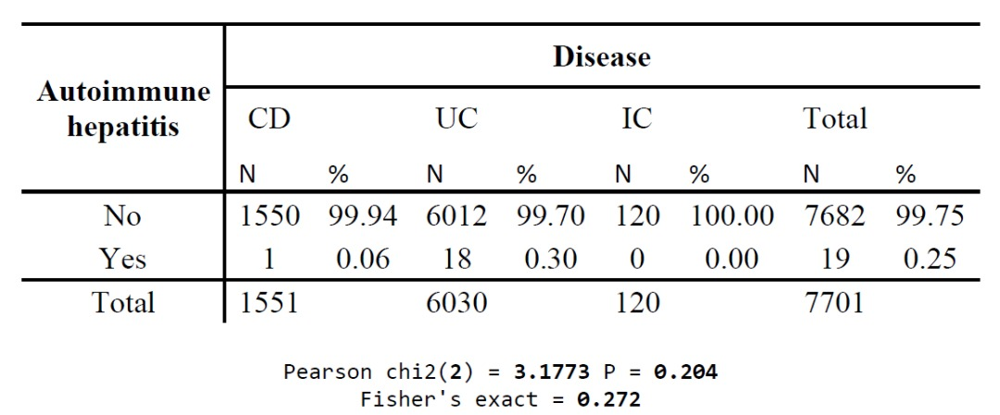 Disease
Autoimmune hepatitis
CD UC IC Total
N % N % N % N %
No 1550 99.94 6012 99.70 120 100.00 7682 99.75
Yes 1 0.06 18 0.30 0 0.00 19 0.25
Total 1551 6030 120 7701
Pearson chi2(2) = 3.1773 P = 0.204
Fisher's exact = 0.272